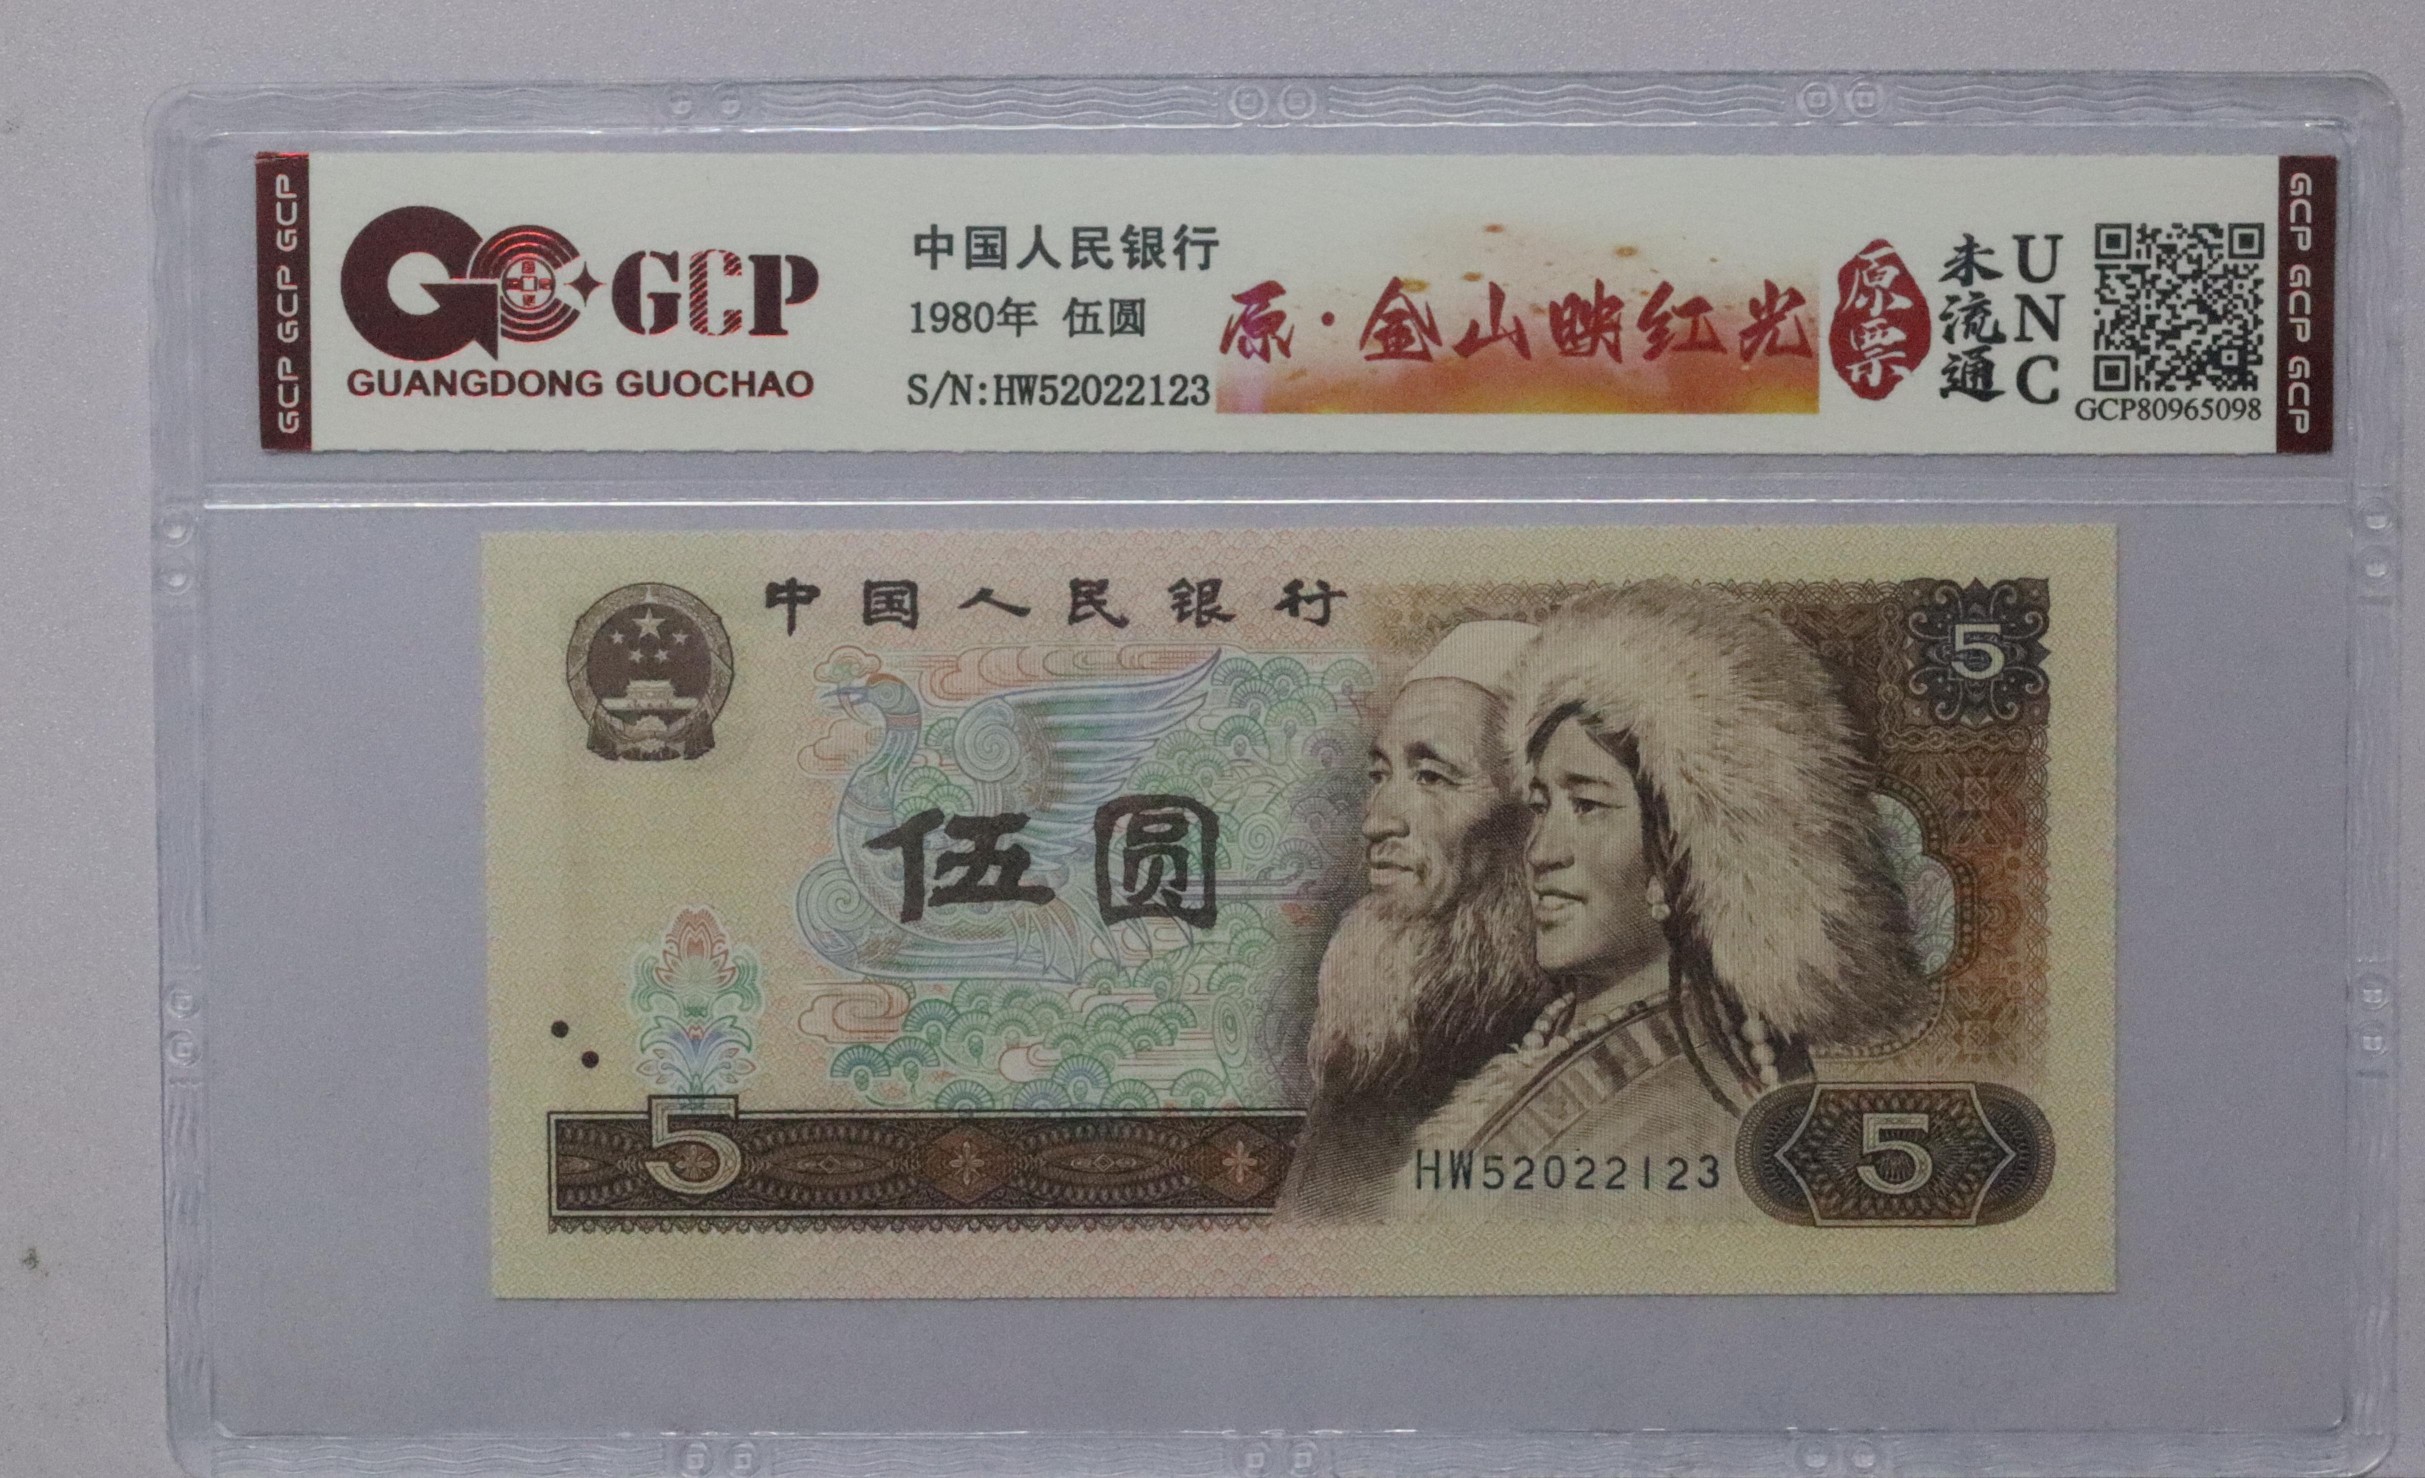 GCP GCP GCP
GCP
GUANGDONG GUOCHAO
中国人民银行
1980年 伍圆
S/N:HW52022123
原·金山映红光
原票
未流通
UNC
GCP80965098
GCP GCP GCP
中国人民银行
5
伍圆
5
HW52022123
5